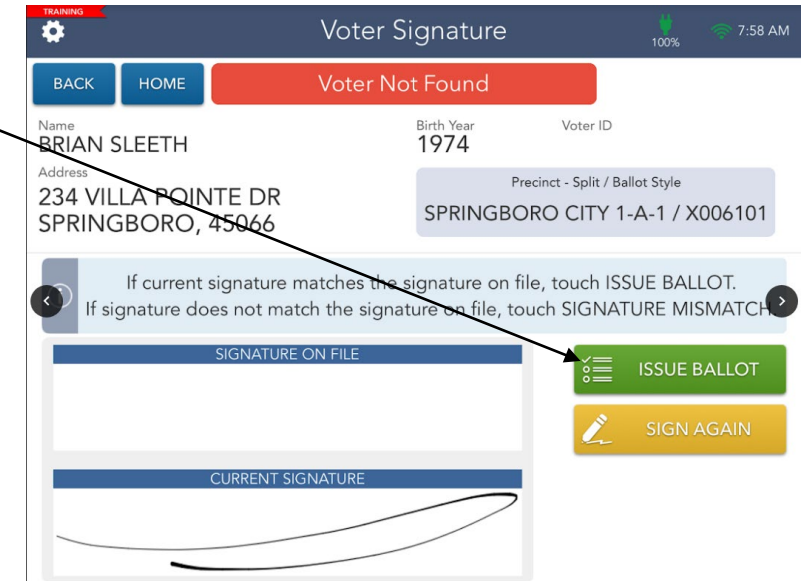 TRAINING
Voter Signature
100%
7:58 AM
BACK
HOME
Voter Not Found
Name
BRIAN SLEETH
Birth Year
1974
Voter ID
Address
234 VILLA POINTE DR
SPRINGBORO, 45066
Precinct - Split / Ballot Style
SPRINGBORO CITY 1-A-1 / X006101
If current signature matches the signature on file, touch ISSUE BALLOT.
If signature does not match the signature on file, touch SIGNATURE MISMATCH.
SIGNATURE ON FILE
ISSUE BALLOT
SIGN AGAIN
CURRENT SIGNATURE